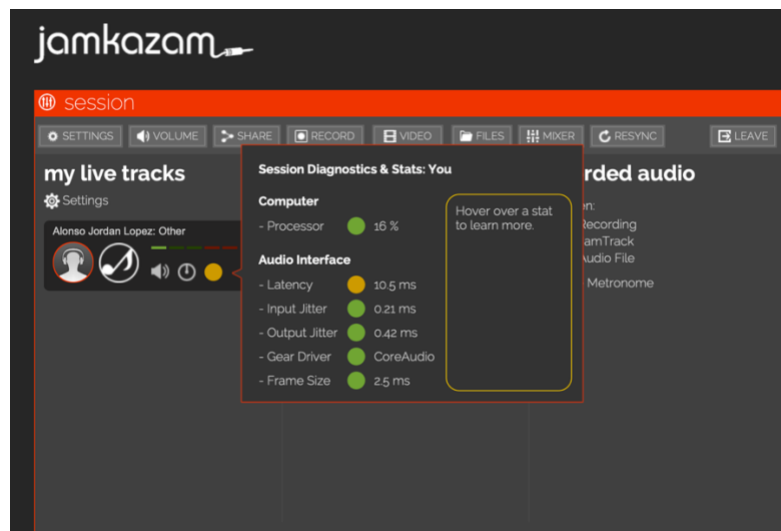 jamkazam
session
SETTINGS VOLUME SHARE RECORD VIDEO FILES MIXER RESYNC LEAVE
my live tracks
Settings
Alonso Jordan Lopez: Other
Session Diagnostics & Stats: You
Computer
- Processor 16 %
Audio Interface
- Latency 10.5 ms
- Input Jitter 0.21 ms
- Output Jitter 0.42 ms
- Gear Driver CoreAudio
- Frame Size 2.5 ms
Hover over a stat
to learn more.
rded audio
en:
Recording
amTrack
Audio File
Metronome